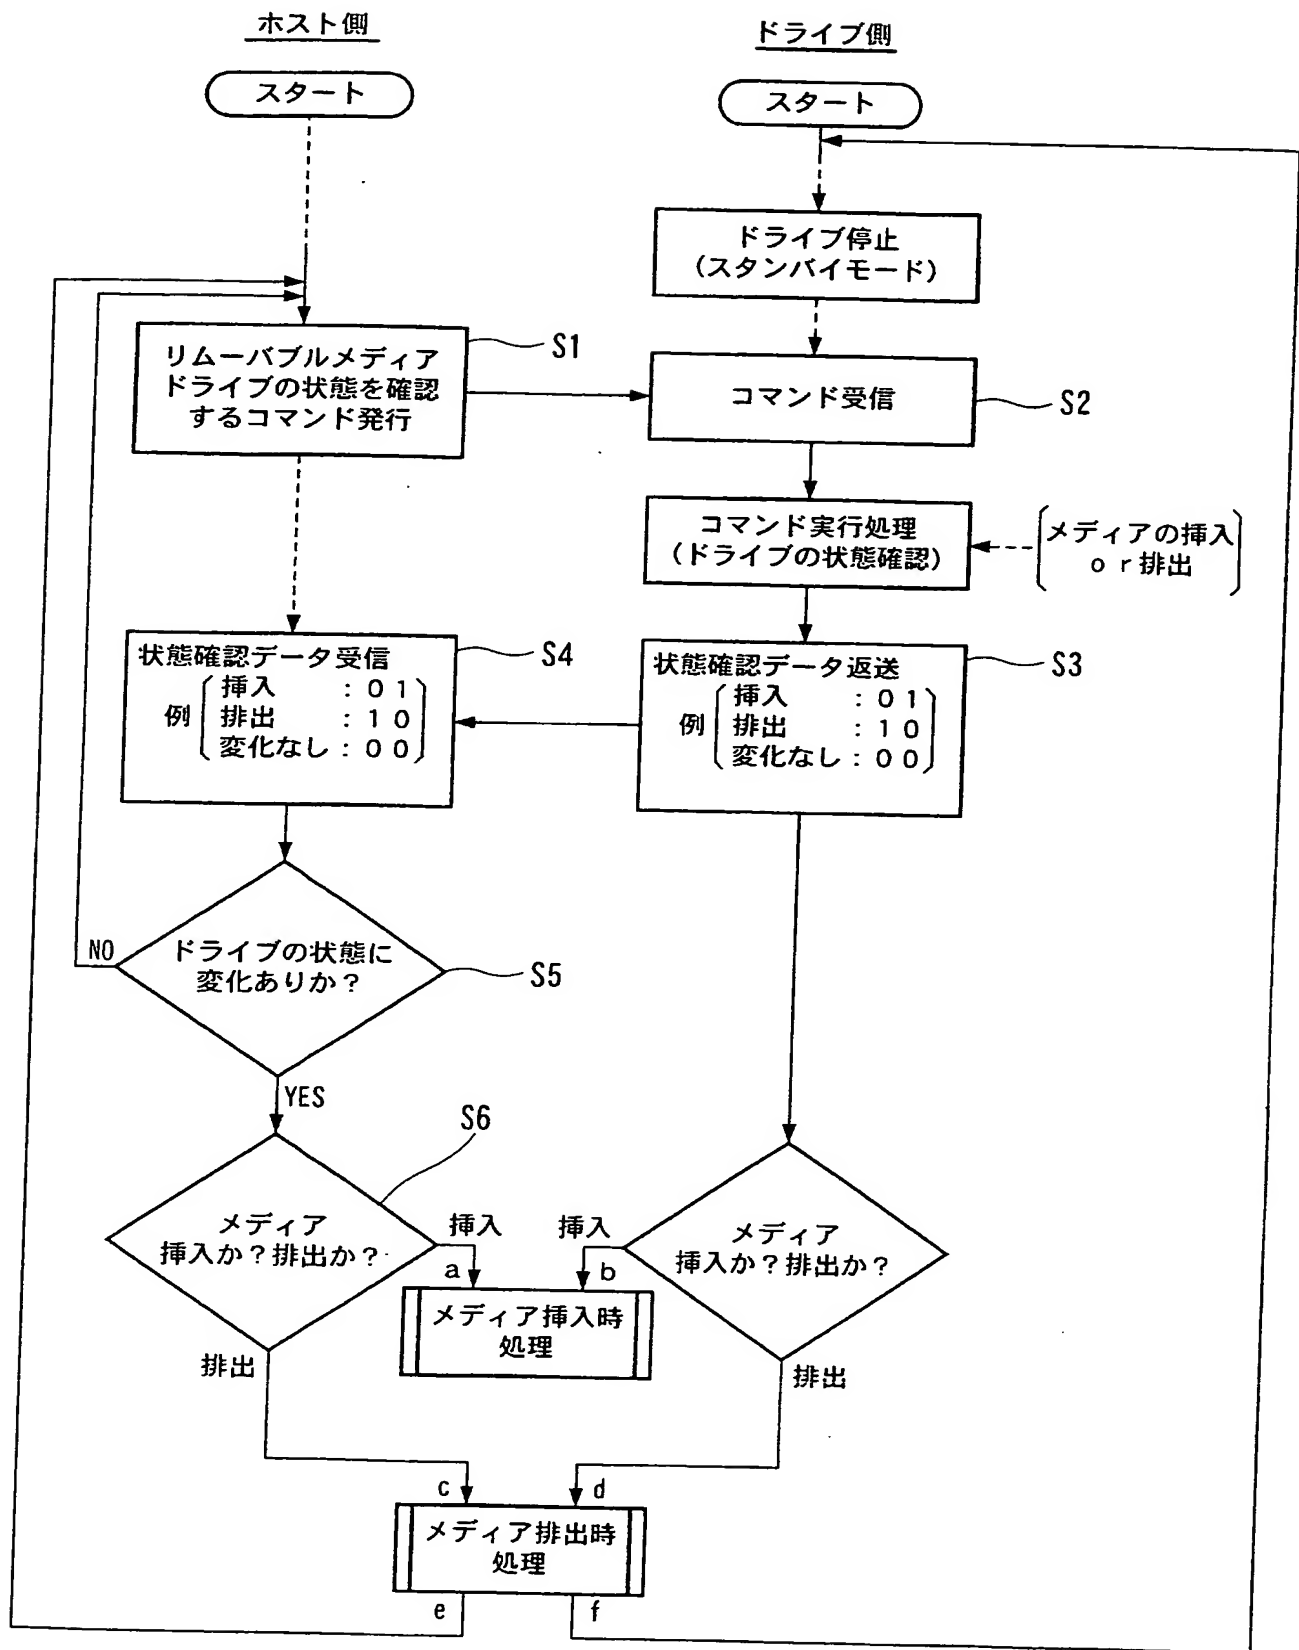 ホスト側
ドライブ側
スタート
スタート
ドライブ停止
(スタンバイモード)
リムーバブルメディア
ドライブの状態を確認
するコマンド発行
S1
コマンド受信
S2
コマンド実行処理
(ドライブの状態確認)
メディアの挿入
or排出
状態確認データ受信
例
挿入 :01
排出 :10
変化なし:00
S4
状態確認データ返送
例
挿入 :01
排出 :10
変化なし:00
S3
ドライブの状態に
変化ありか?
NO
S5
YES
S6
メディア
挿入か?排出か?
挿入
a
挿入
b
メディア
挿入か?排出か?
メディア挿入時
処理
排出
排出
c
d
メディア排出時
処理
e
f